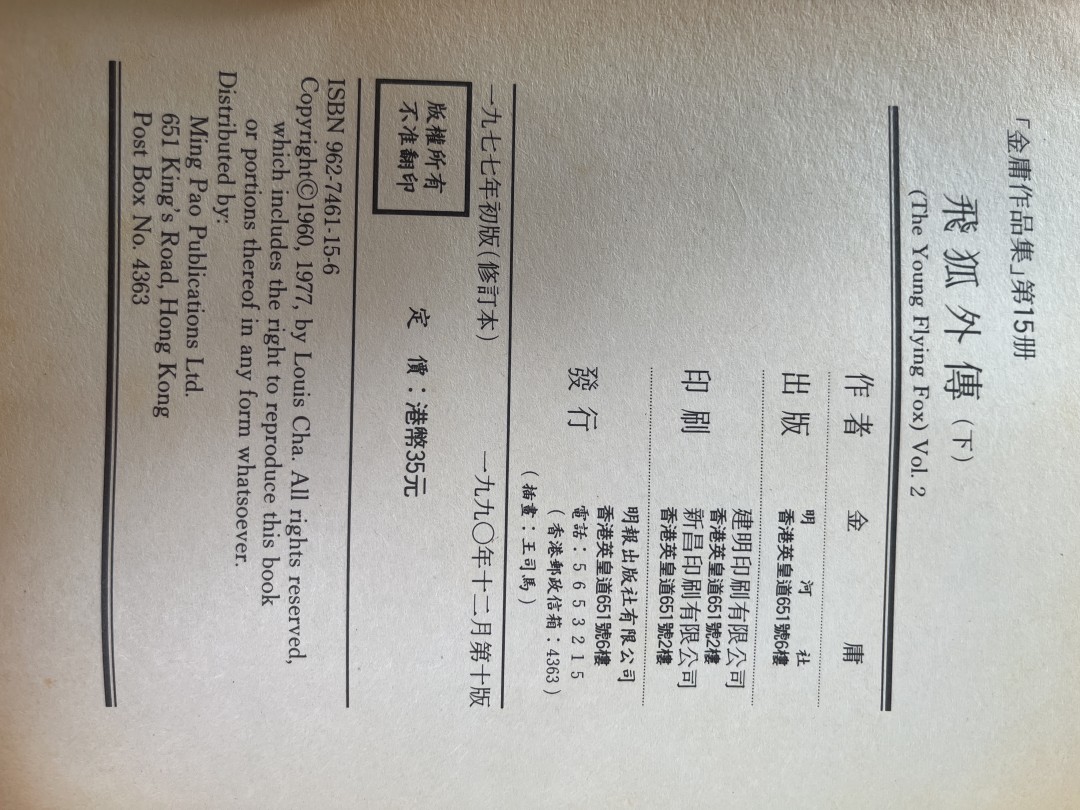 「金庸作品集」第15册
飛狐外傳(下)
(The Young Flying Fox) Vol. 2
作者 金庸
出版 明河社
香港英皇道651號6樓
印刷 建明印刷有限公司
香港英皇道651號2樓
新昌印刷有限公司
香港英皇道651號2樓
發行 明報出版社有限公司
香港英皇道651號6樓
電話：5653215
(香港郵政信箱：4363)
(插畫：王司馬)
一九七七年初版(修訂本) 一九九〇年十二月第十版
版權所有
不准翻印
定價：港幣35元
ISBN 962-7461-15-6
Copyright©1960, 1977, by Louis Cha. All rights reserved,
which includes the right to reproduce this book
or portions thereof in any form whatsoever.
Distributed by:
Ming Pao Publications Ltd.
651 King's Road, Hong Kong
Post Box No. 4363